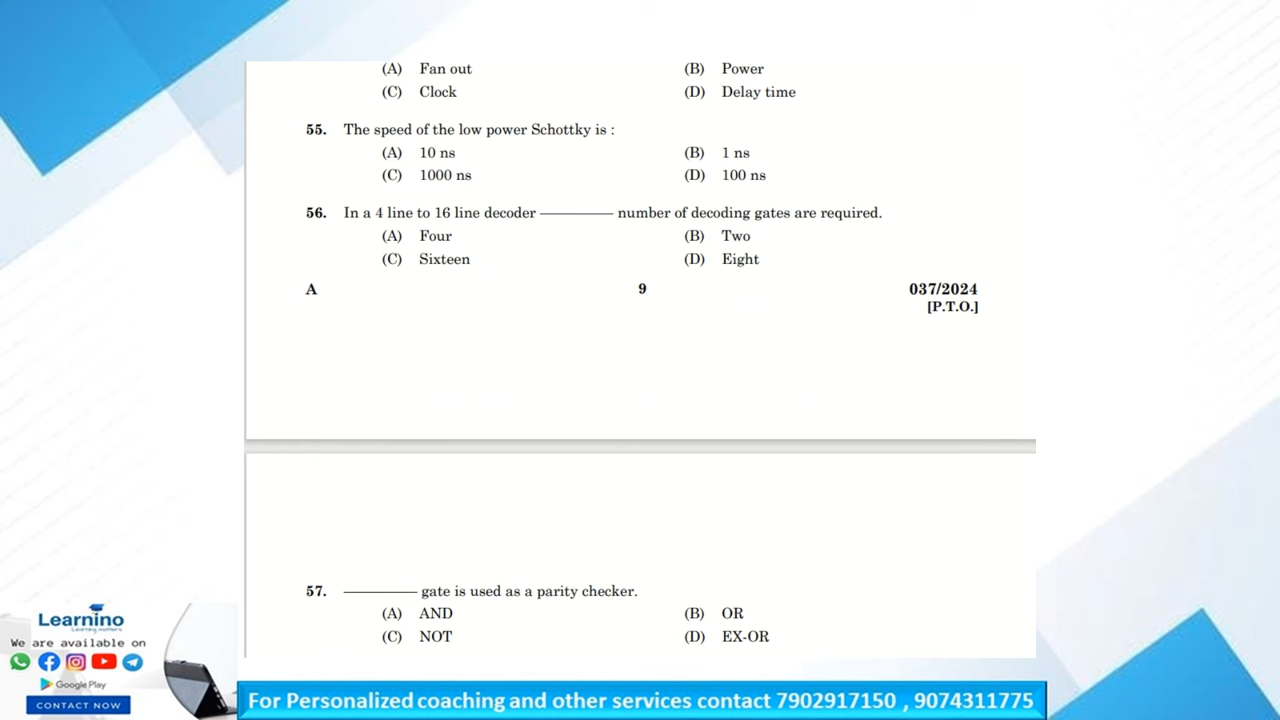 (A) Fan out (B) Power
(C) Clock (D) Delay time
55. The speed of the low power Schottky is :
(A) 10 ns (B) 1 ns
(C) 1000 ns (D) 100 ns
56. In a 4 line to 16 line decoder ———— number of decoding gates are required.
(A) Four (B) Two
(C) Sixteen (D) Eight
A 9 037/2024
[P.T.O.]
57. ———— gate is used as a parity checker.
(A) AND (B) OR
(C) NOT (D) EX-OR
Learnino
Learning matters
We are available on
Google Play
CONTACT NOW
For Personalized coaching and other services contact 7902917150 , 9074311775